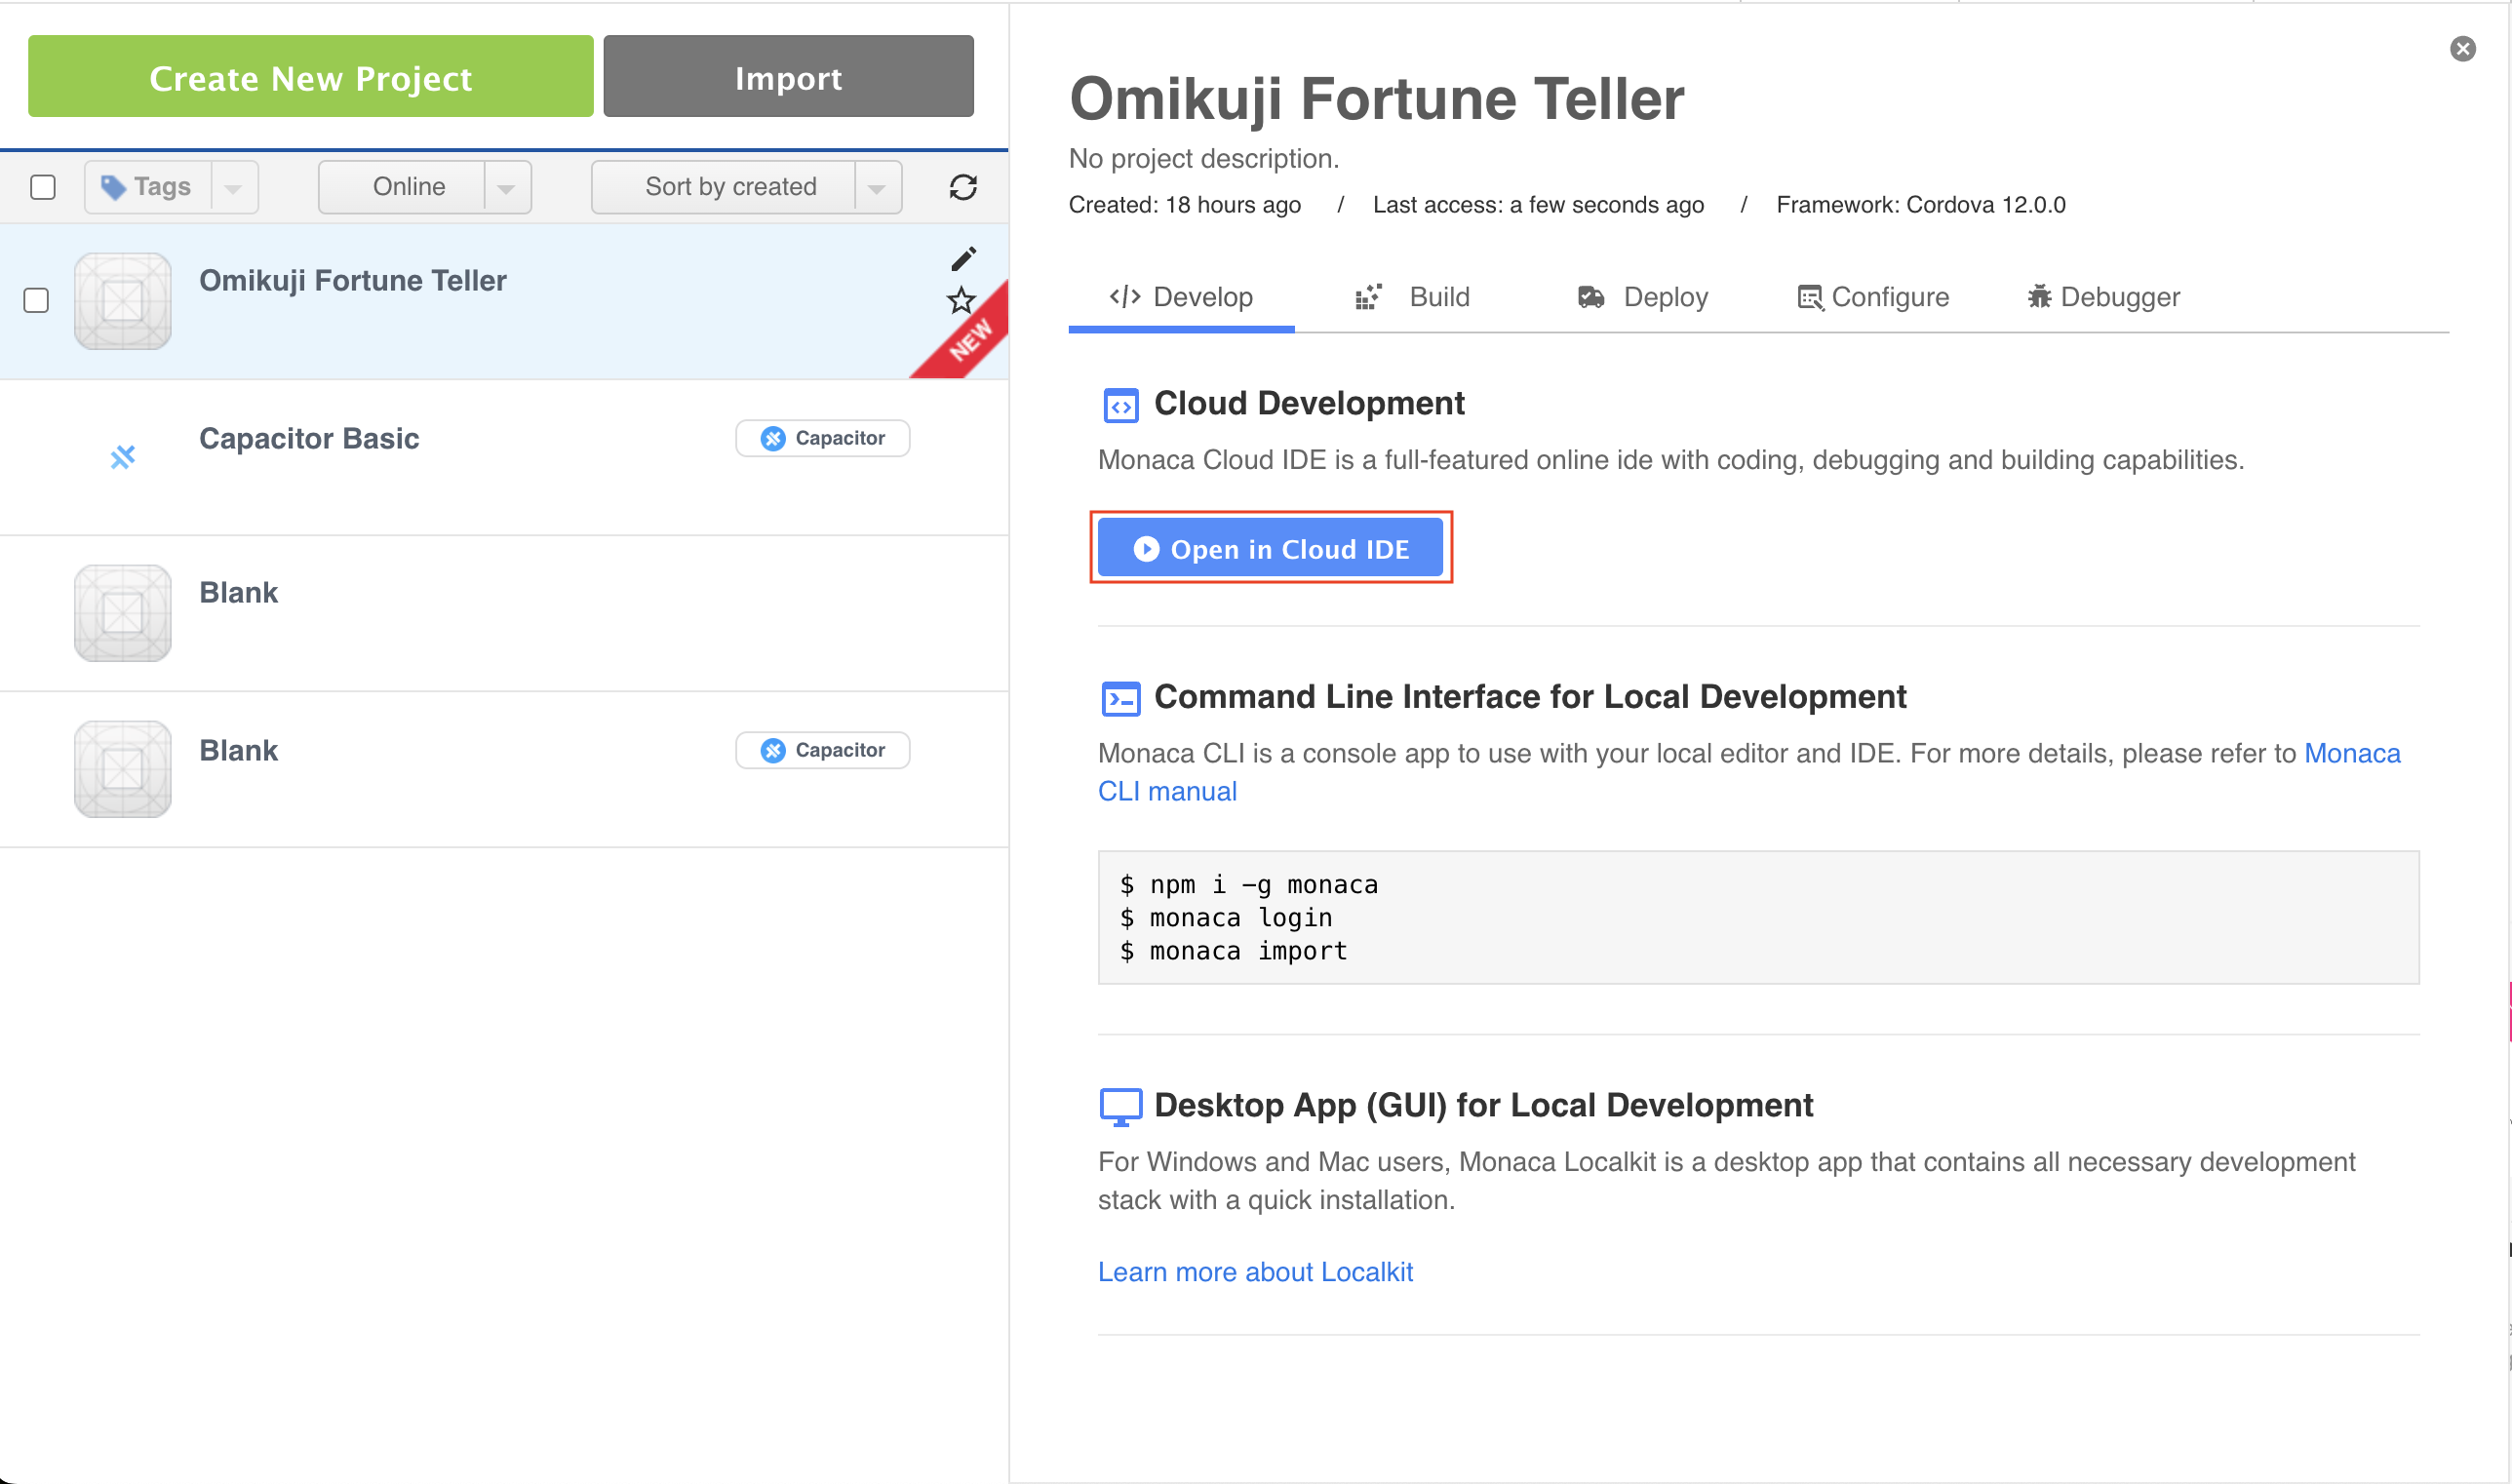 Create New Project
Import
Tags
Online
Sort by created
Omikuji Fortune Teller
NEW
Capacitor Basic
Capacitor
Blank
Blank
Capacitor
Omikuji Fortune Teller
No project description.
Created: 18 hours ago / Last access: a few seconds ago / Framework: Cordova 12.0.0
Develop
Build
Deploy
Configure
Debugger
Cloud Development
Monaca Cloud IDE is a full-featured online ide with coding, debugging and building capabilities.
Open in Cloud IDE
Command Line Interface for Local Development
Monaca CLI is a console app to use with your local editor and IDE. For more details, please refer to Monaca
CLI manual
$ npm i -g monaca
$ monaca login
$ monaca import
Desktop App (GUI) for Local Development
For Windows and Mac users, Monaca Localkit is a desktop app that contains all necessary development
stack with a quick installation.
Learn more about Localkit